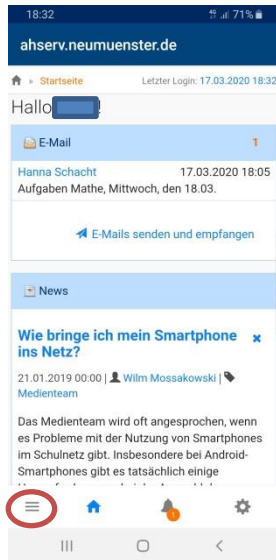 18:32
71%
ahserv.neumuenster.de
» Startseite Letzter Login: 17.03.2020 18:32
Hallo !
E-Mail 1
Hanna Schacht 17.03.2020 18:05
Aufgaben Mathe, Mittwoch, den 18.03.
E-Mails senden und empfangen
News
Wie bringe ich mein Smartphone ×
ins Netz?
21.01.2019 00:00 | Wilm Mossakowski |
Medienteam
Das Medienteam wird oft angesprochen, wenn
es Probleme mit der Nutzung von Smartphones
im Schulnetz gibt. Insbesondere bei Android-
Smartphones gibt es tatsächlich einige
1